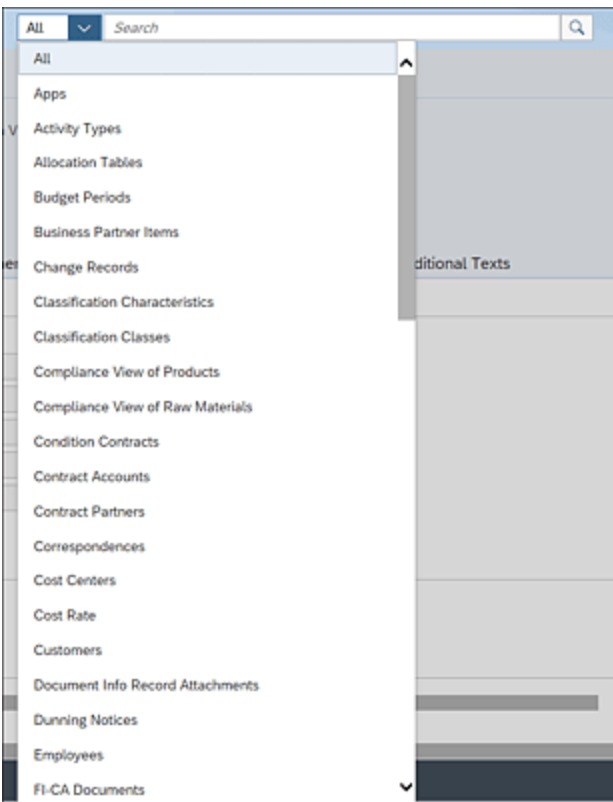 All
Search
All
Apps
Activity Types
Allocation Tables
Budget Periods
Business Partner Items
Change Records
ditional Texts
Classification Characteristics
Classification Classes
Compliance View of Products
Compliance View of Raw Materials
Condition Contracts
Contract Accounts
Contract Partners
Correspondences
Cost Centers
Cost Rate
Customers
Document Info Record Attachments
Dunning Notices
Employees
FI-CA Documents